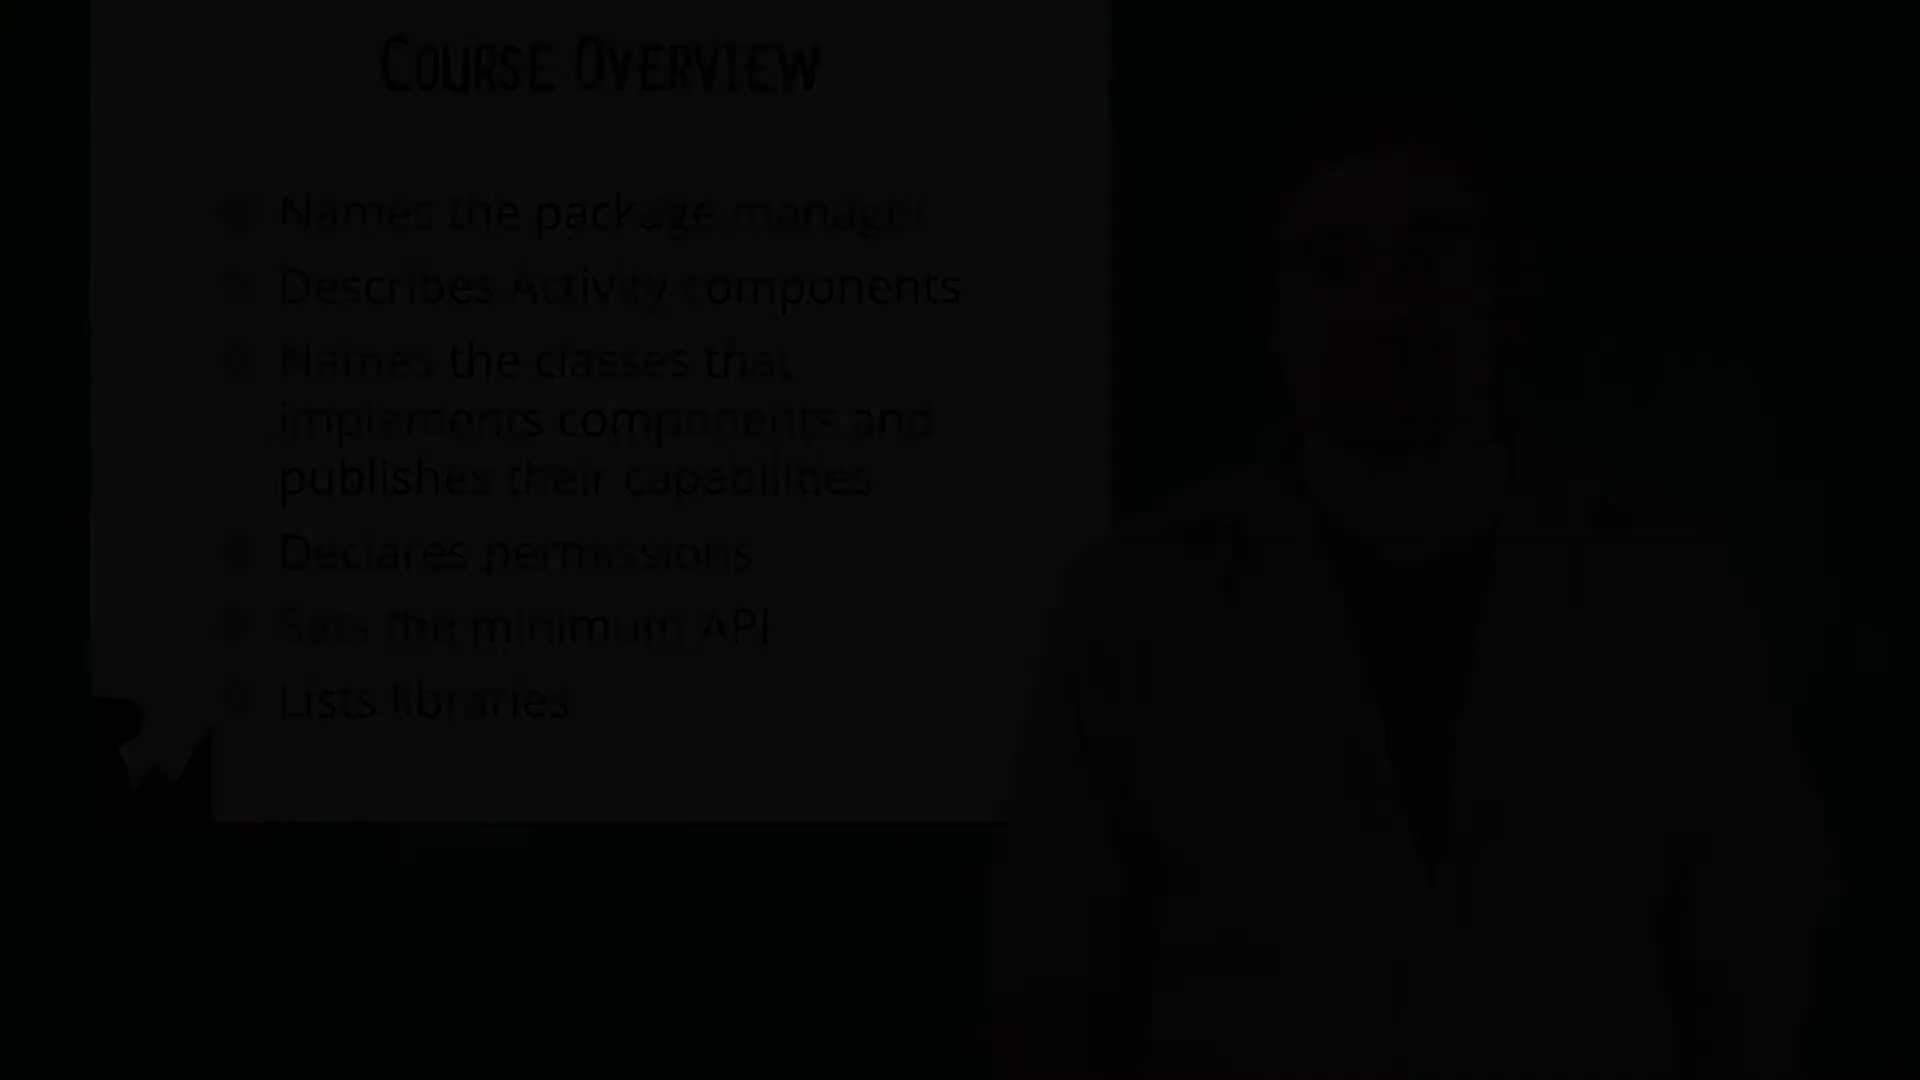 COURSE OVERVIEW
Names the package manager
Describes Activity components
Names the classes that
implements components and
publishes their capabilities
Declares permissions
Sets the minimum API
Lists libraries